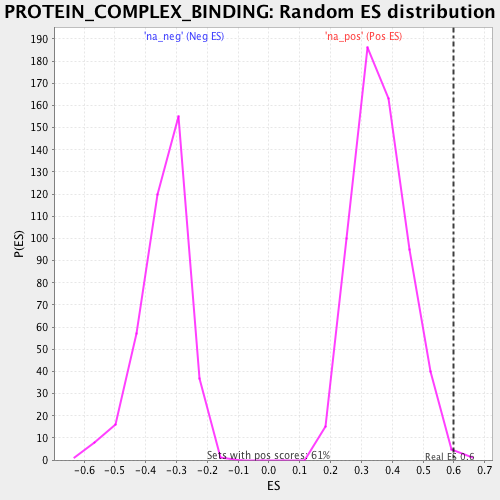 PROTEIN_COMPLEX_BINDING: Random ES distribution
'na_neg' (Neg ES)
'na_pos' (Pos ES)
190
180
170
160
150
140
130
120
110
100
90
80
70
60
50
40
30
20
10
0
P(ES)
Sets with pos scores: 61%
Real ES 0.6
-0.6 -0.5 -0.4 -0.3 -0.2 -0.1 0.0 0.1 0.2 0.3 0.4 0.5 0.6 0.7
ES